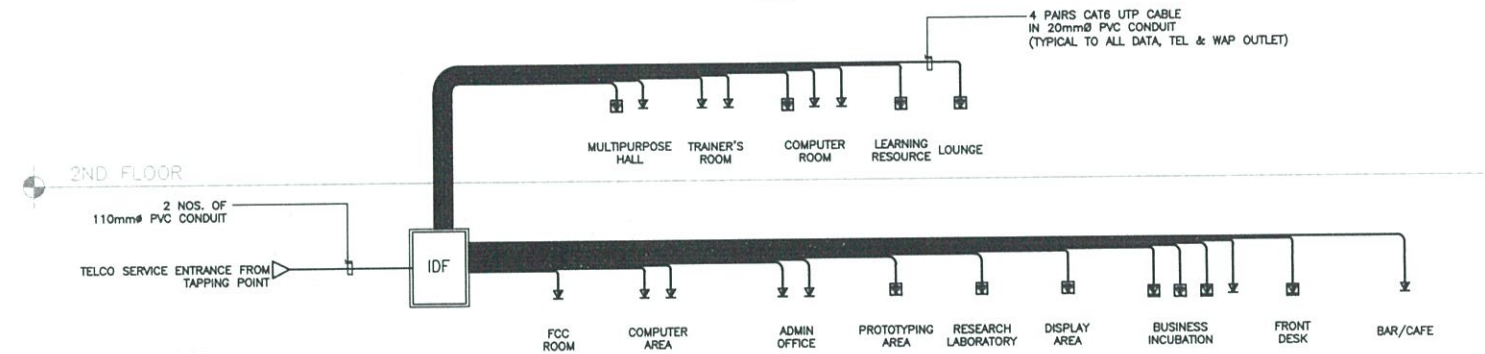 4 PAIRS CAT6 UTP CABLE
IN 20mmØ PVC CONDUIT
(TYPICAL TO ALL DATA, TEL & WAP OUTLET)
MULTIPURPOSE
HALL
TRAINER'S
ROOM
COMPUTER
ROOM
LEARNING
RESOURCE
LOUNGE
2ND FLOOR
2 NOS. OF
110mmØ PVC CONDUIT
TELCO SERVICE ENTRANCE FROM
TAPPING POINT
IDF
FCC
ROOM
COMPUTER
AREA
ADMIN
OFFICE
PROTOTYPING
AREA
RESEARCH
LABORATORY
DISPLAY
AREA
BUSINESS
INCUBATION
FRONT
DESK
BAR/CAFE